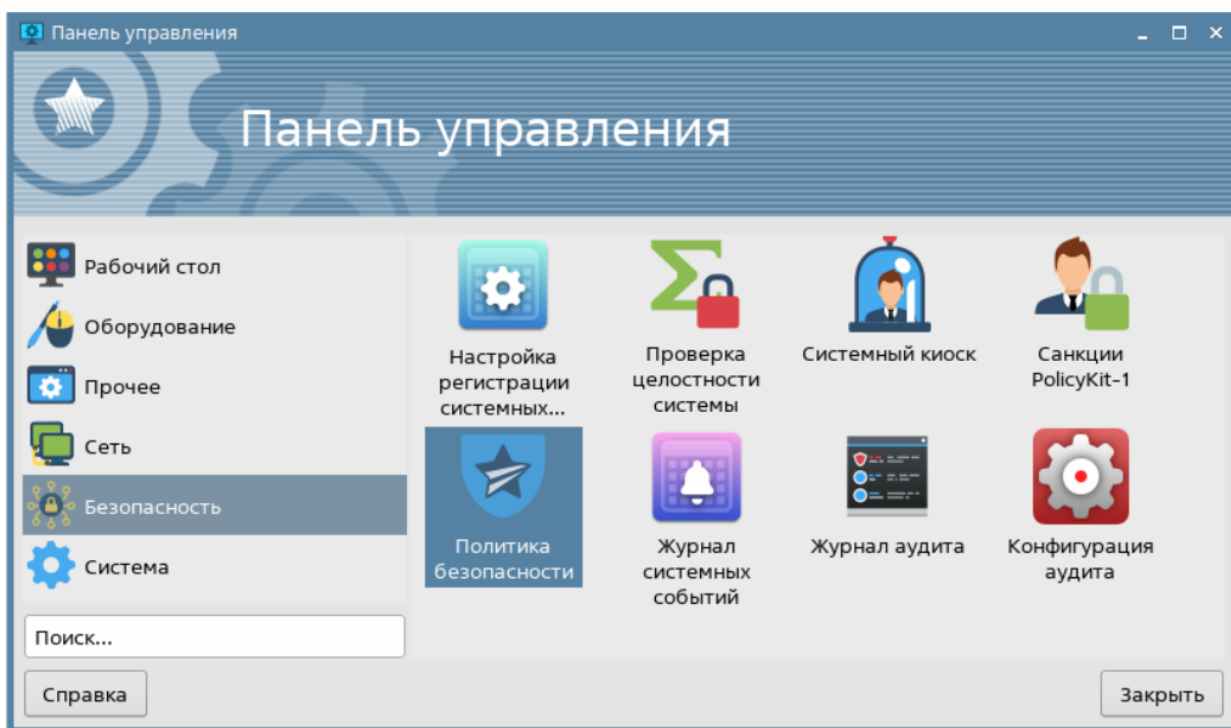 Панель управления
Панель управления
Рабочий стол
Оборудование
Прочее
Сеть
Безопасность
Система
Поиск...
Справка
Настройка
регистрации
системных...
Проверка
целостности
системы
Системный киоск
Санкции
PolicyKit-1
Политика
безопасности
Журнал
системных
событий
Журнал аудита
Конфигурация
аудита
Закрыть